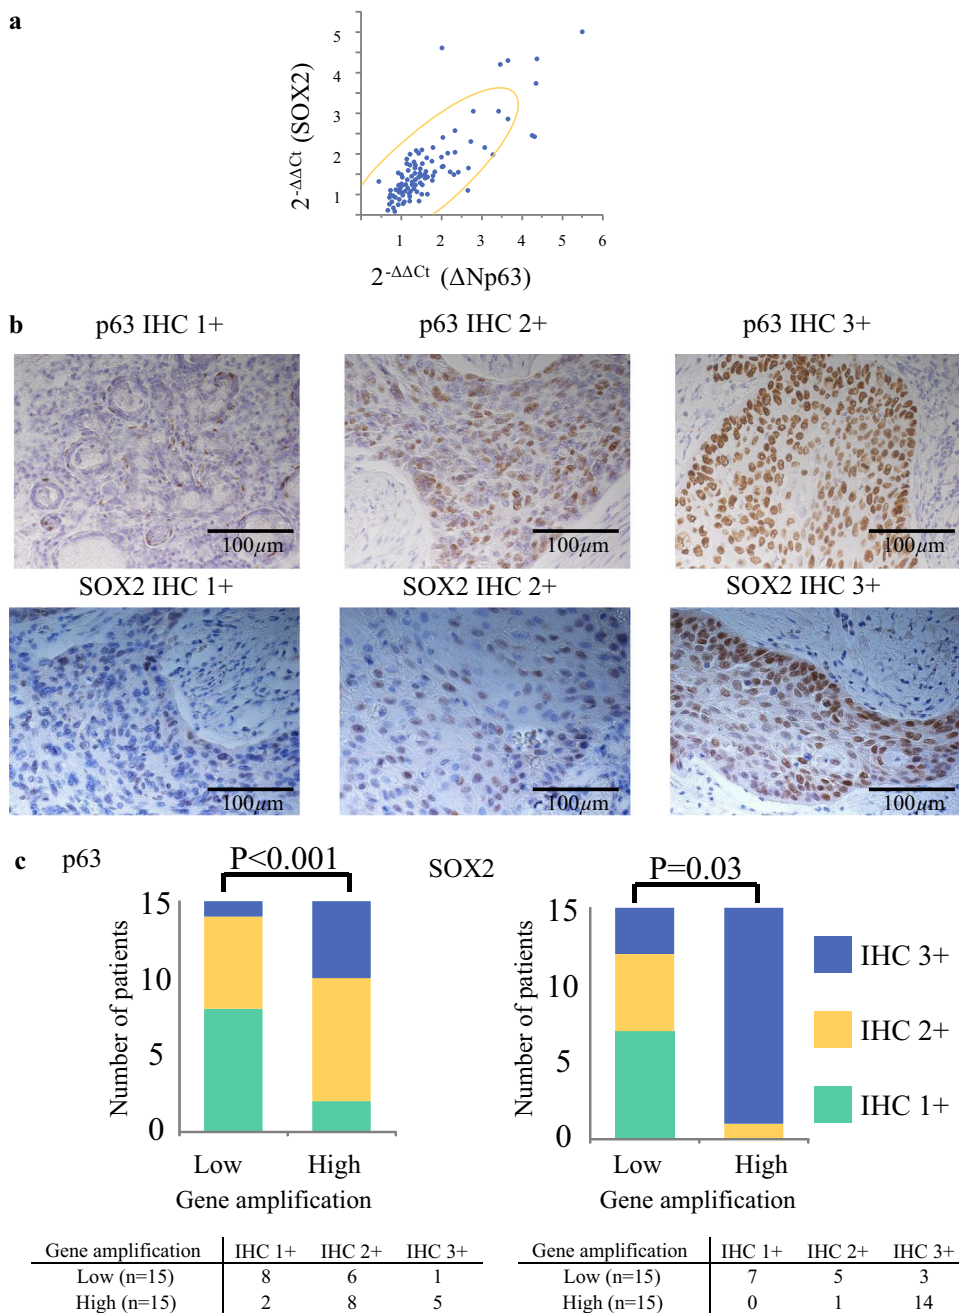 a
2-ΔΔCt (SOX2)
5
4
3
2
1
1 2 3 4 5 6
2-ΔΔCt (ΔNp63)
b
p63 IHC 1+ p63 IHC 2+ p63 IHC 3+
100µm 100µm 100µm
SOX2 IHC 1+ SOX2 IHC 2+ SOX2 IHC 3+
100µm 100µm 100µm
c
p63
P<0.001
Number of patients
15
10
5
0
Low High
Gene amplification
SOX2
P=0.03
Number of patients
15
10
5
0
Low High
Gene amplification
IHC 3+
IHC 2+
IHC 1+
Gene amplification IHC 1+ IHC 2+ IHC 3+
Low (n=15) 8 6 1
High (n=15) 2 8 5
Gene amplification IHC 1+ IHC 2+ IHC 3+
Low (n=15) 7 5 3
High (n=15) 0 1 14